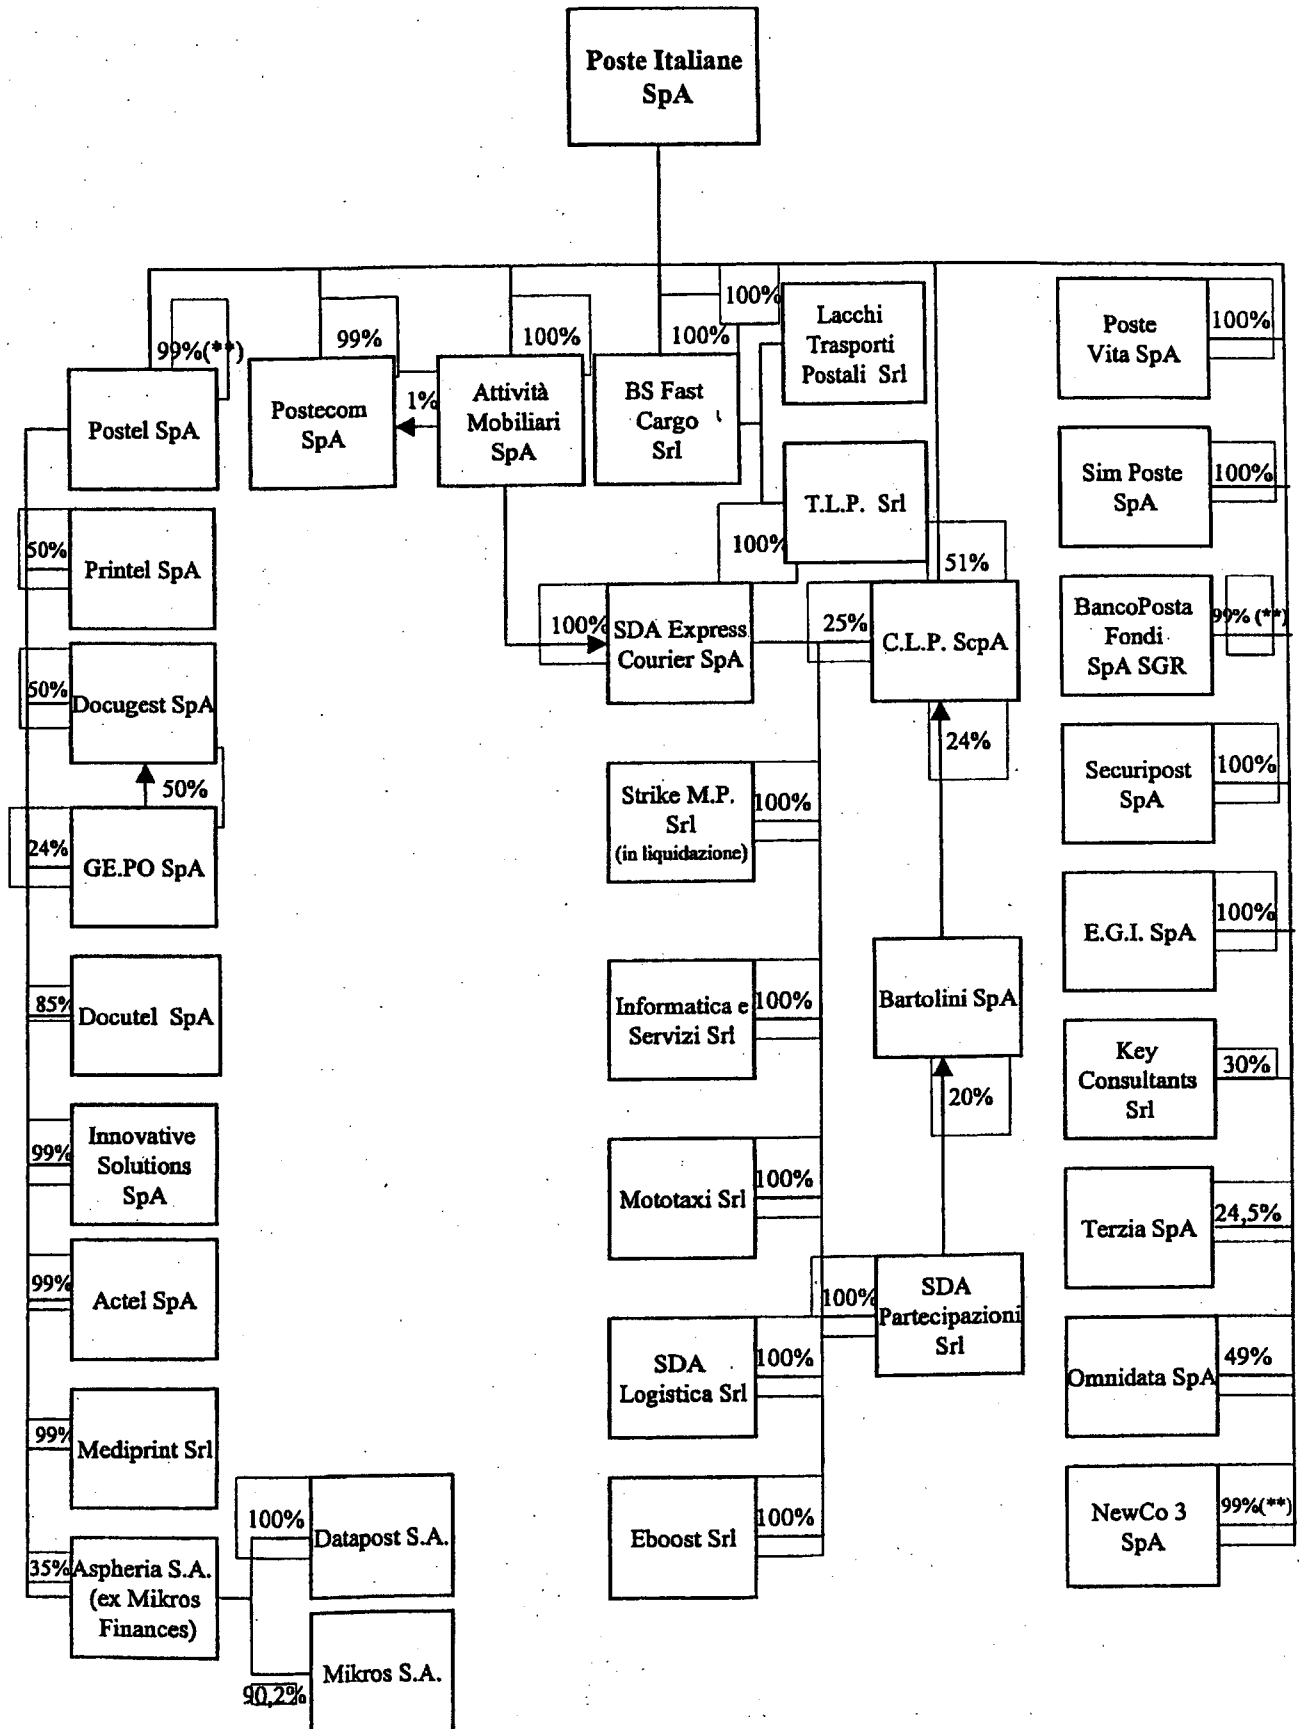 Poste Italiane
SpA
99%(**)
Postel SpA
99%
Postecom
SpA
1%
100%
Attività
Mobiliari
SpA
100%
BS Fast
Cargo
Srl
100%
Lacchi
Trasporti
Postali Srl
100%
T.L.P. Srl
100%
SDA Express
Courier SpA
51%
25%
C.L.P. ScpA
24%
Bartolini SpA
20%
100%
SDA
Partecipazioni
Srl
50%
Printel SpA
50%
Docugest SpA
50%
24%
GE.PO SpA
85%
Docutel SpA
99%
Innovative
Solutions
SpA
99%
Actel SpA
99%
Mediprint Srl
35%
Aspheria S.A.
(ex Mikros
Finances)
100%
Datapost S.A.
90,2%
Mikros S.A.
Strike M.P.
Srl
(in liquidazione)
100%
Informatica e
Servizi Srl
100%
Mototaxi Srl
100%
SDA
Logistica Srl
100%
Eboost Srl
100%
Poste
Vita SpA
100%
Sim Poste
SpA
100%
BancoPosta
Fondi
SpA SGR
99% (**)
Securipost
SpA
100%
E.G.I. SpA
100%
Key
Consultants
Srl
30%
Terzia SpA
24,5%
Omnidata SpA
49%
NewCo 3
SpA
99%(**)